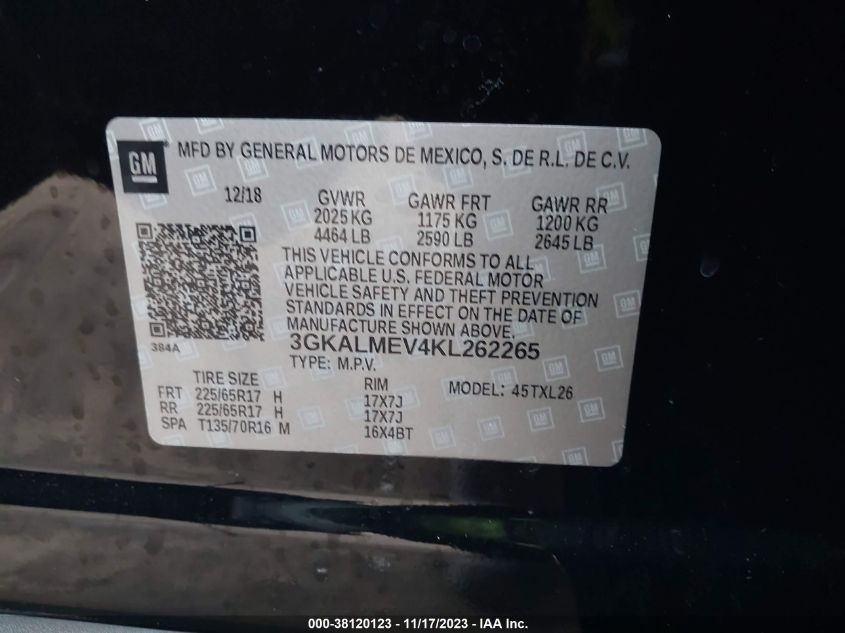 GM
MFD BY GENERAL MOTORS DE MEXICO, S. DE R.L. DE C.V.
12/18 GVWR GAWR FRT GAWR RR
2025 KG 1175 KG 1200 KG
4464 LB 2590 LB 2645 LB
THIS VEHICLE CONFORMS TO ALL
APPLICABLE U.S. FEDERAL MOTOR
VEHICLE SAFETY AND THEFT PREVENTION
STANDARDS IN EFFECT ON THE DATE OF
MANUFACTURE SHOWN ABOVE.
384A
3GKALMEV4KL262265
TYPE: M.P.V.
TIRE SIZE RIM MODEL: 45TXL26
FRT 225/65R17 H 17X7J
RR 225/65R17 H 17X7J
SPA T135/70R16 M 16X4BT
000-38120123 - 11/17/2023 - IAA Inc.